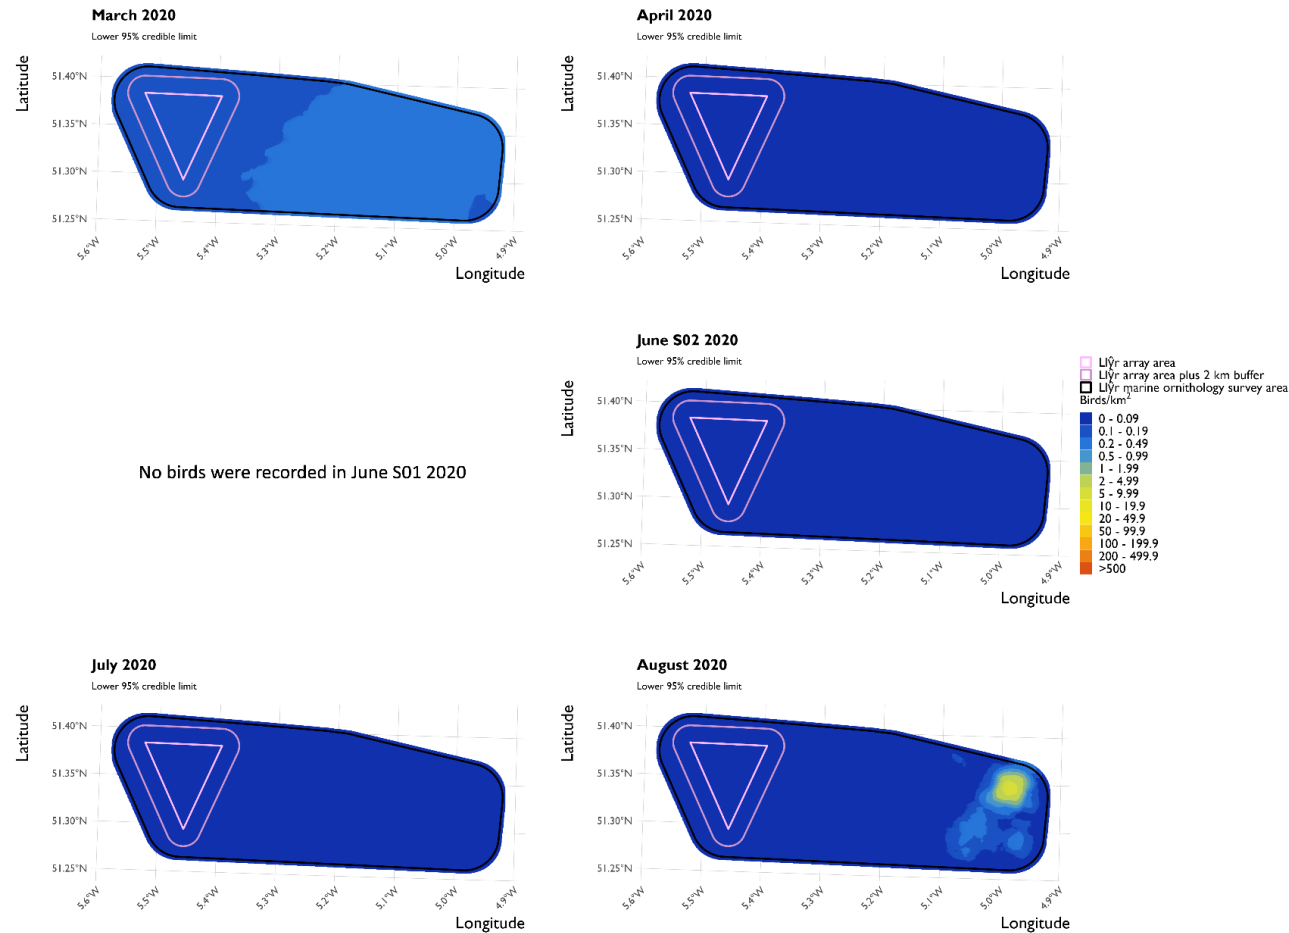 March 2020
Lower 95% credible limit
Latitude
51.40°N
51.35°N
51.30°N
51.25°N
5.6°W
5.5°W
5.4°W
5.3°W
5.2°W
5.1°W
5.0°W
4.9°W
Longitude
April 2020
Lower 95% credible limit
Latitude
51.40°N
51.35°N
51.30°N
51.25°N
5.6°W
5.5°W
5.4°W
5.3°W
5.2°W
5.1°W
5.0°W
4.9°W
Longitude
No birds were recorded in June S01 2020
June S02 2020
Lower 95% credible limit
Latitude
51.40°N
51.35°N
51.30°N
51.25°N
5.6°W
5.5°W
5.4°W
5.3°W
5.2°W
5.1°W
5.0°W
4.9°W
Longitude
Llŷr array area
Llŷr array area plus 2 km buffer
Llŷr marine ornithology survey area
Birds/km²
0 - 0.09
0.1 - 0.19
0.2 - 0.49
0.5 - 0.99
1 - 1.99
2 - 4.99
5 - 9.99
10 - 19.9
20 - 49.9
50 - 99.9
100 - 199.9
200 - 499.9
>500
July 2020
Lower 95% credible limit
Latitude
51.40°N
51.35°N
51.30°N
51.25°N
5.6°W
5.5°W
5.4°W
5.3°W
5.2°W
5.1°W
5.0°W
4.9°W
Longitude
August 2020
Lower 95% credible limit
Latitude
51.40°N
51.35°N
51.30°N
51.25°N
5.6°W
5.5°W
5.4°W
5.3°W
5.2°W
5.1°W
5.0°W
4.9°W
Longitude